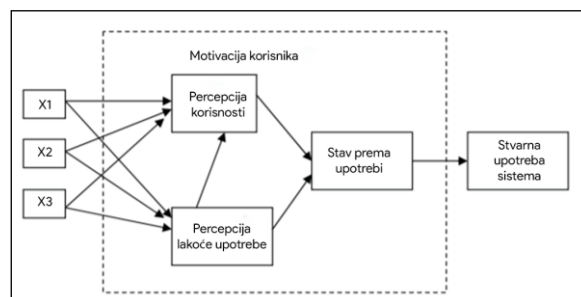 Motivacija korisnika
X1
X2
X3
Percepcija
korisnosti
Percepcija
lakoće upotrebe
Stav prema
upotrebi
Stvarna
upotreba
sistema